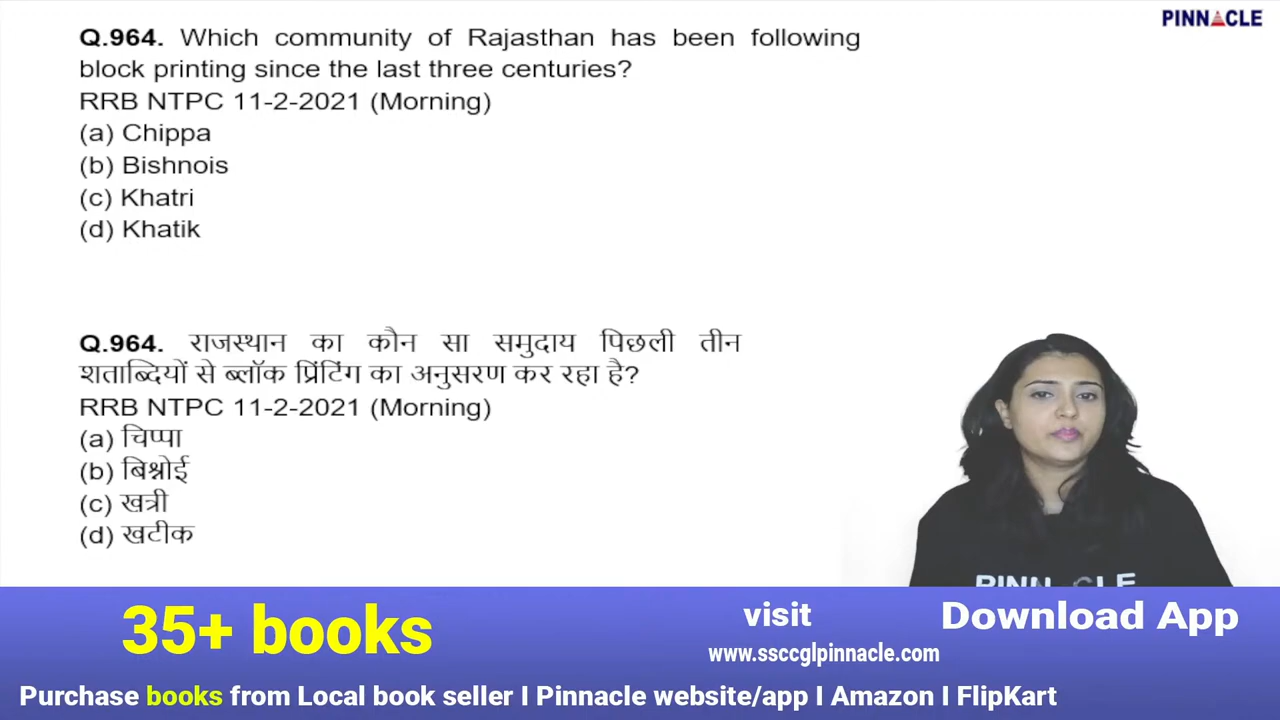 PINNACLE
Q.964. Which community of Rajasthan has been following
block printing since the last three centuries?
RRB NTPC 11-2-2021 (Morning)
(a) Chippa
(b) Bishnois
(c) Khatri
(d) Khatik
Q.964. राजस्थान का कौन सा समुदाय पिछली तीन
शताब्दियों से ब्लॉक प्रिंटिंग का अनुसरण कर रहा है?
RRB NTPC 11-2-2021 (Morning)
(a) चिप्पा
(b) बिश्नोई
(c) खत्री
(d) खटीक
PINNACLE
35+ books
visit
www.ssccglpinnacle.com
Download App
Purchase books from Local book seller I Pinnacle website/app I Amazon I FlipKart